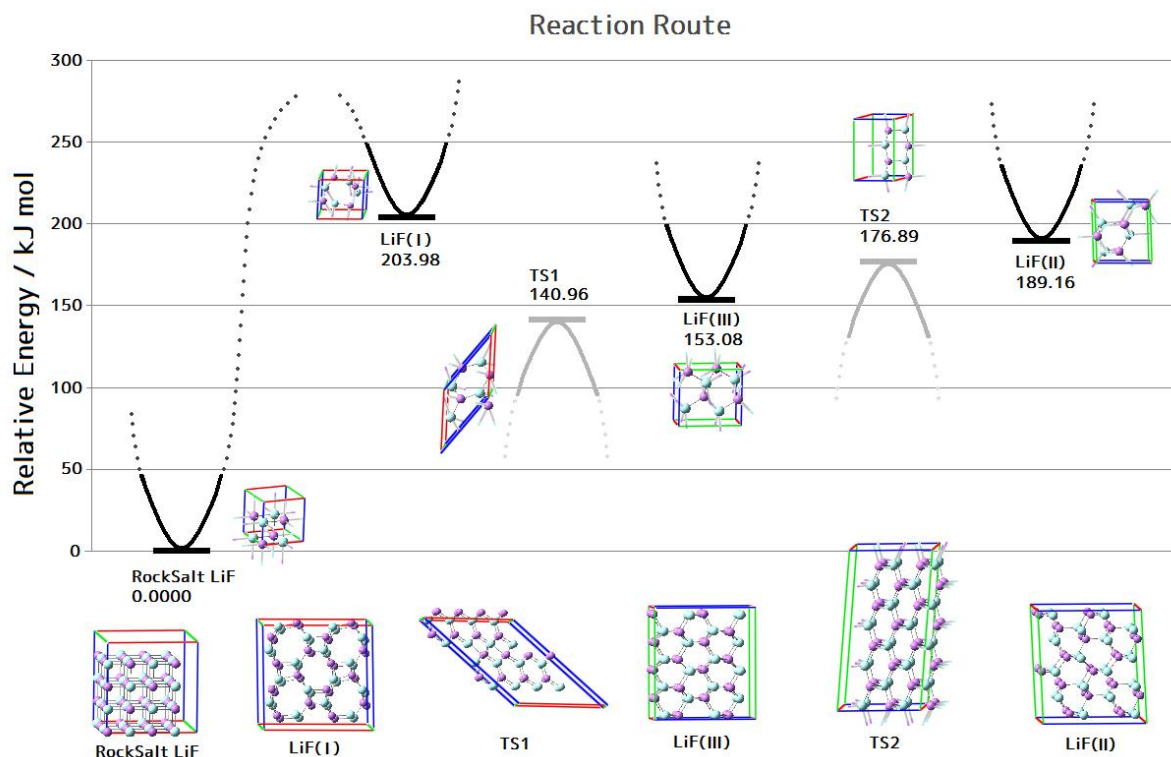 Reaction Route
Relative Energy / kJ mol
300
250
200
150
100
50
0
LiF(I)
203.98
TS1
140.96
LiF(III)
153.08
TS2
176.89
LiF(II)
189.16
RockSalt LiF
0.0000
RockSalt LiF
LiF(I)
TS1
LiF(III)
TS2
LiF(II)